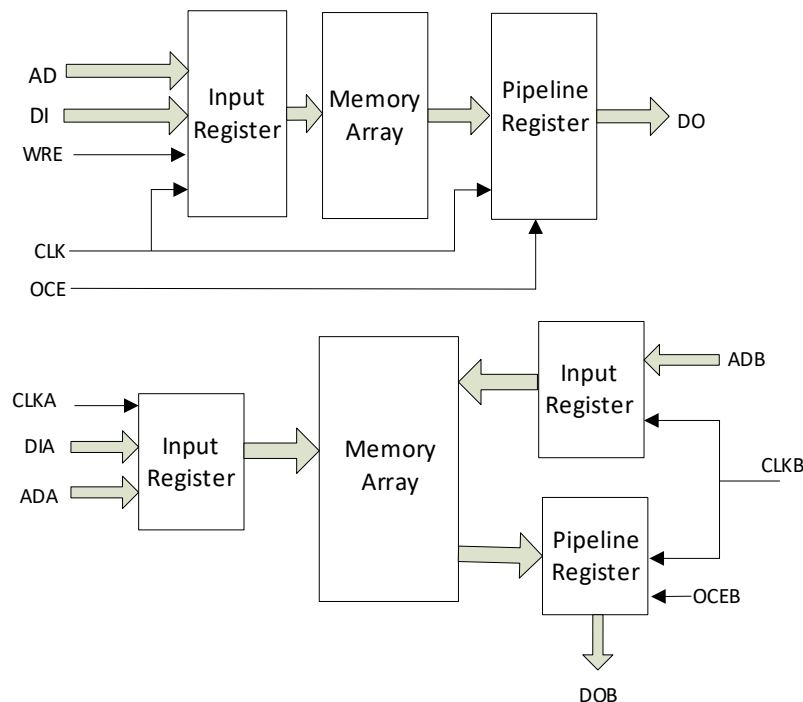 AD
DI
WRE
CLK
OCE
Input
Register
Memory
Array
Pipeline
Register
DO
CLKA
DIA
ADA
Input
Register
Memory
Array
Input
Register
ADB
CLKB
Pipeline
Register
OCEB
DOB